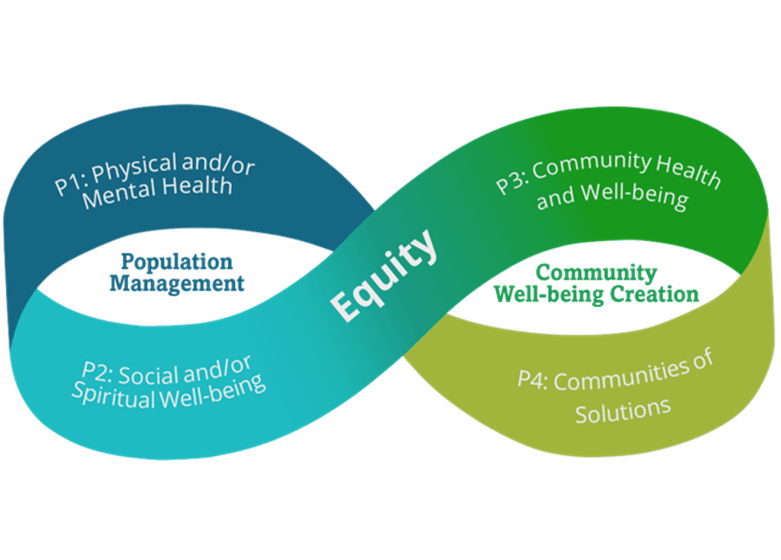 P1: Physical and/or
Mental Health
Population
Management
P2: Social and/or
Spiritual Well-being
Equity
P3: Community Health
and Well-being
Community
Well-being Creation
P4: Communities of
Solutions